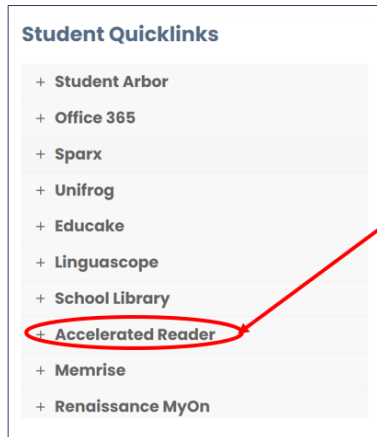 Student Quicklinks
+ Student Arbor
+ Office 365
+ Sparx
+ Unifrog
+ Educake
+ Linguascope
+ School Library
+ Accelerated Reader
+ Memrise
+ Renaissance MyOn